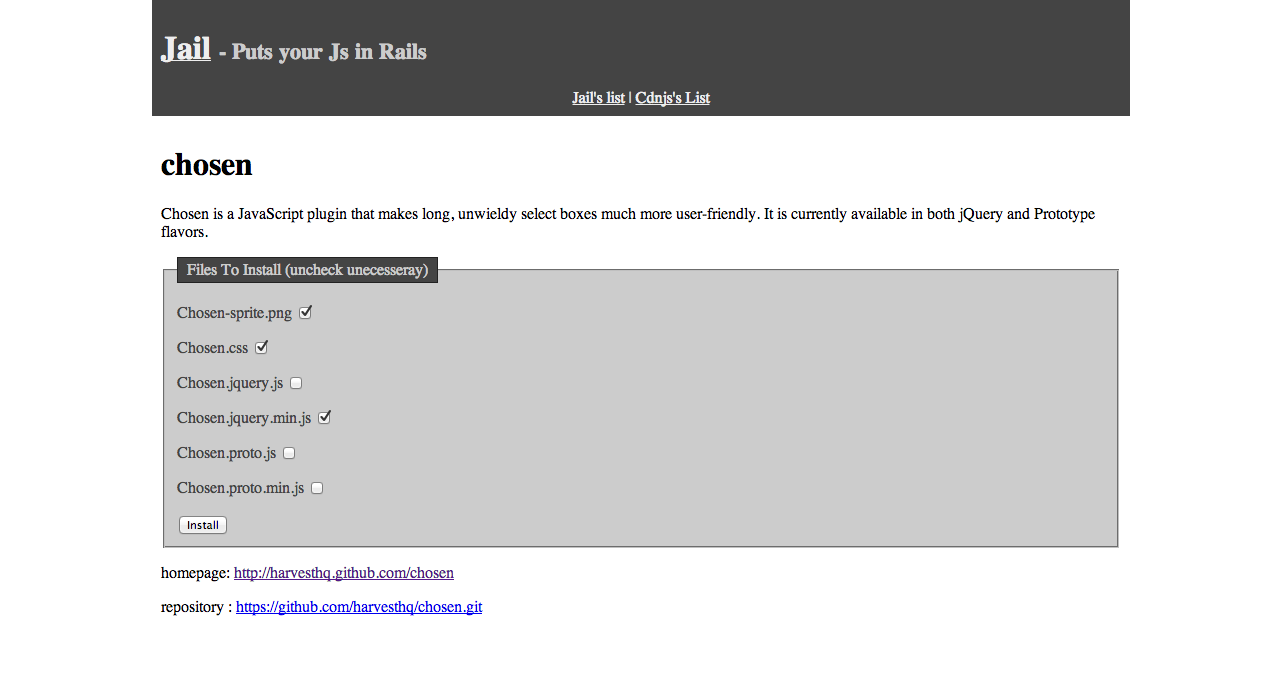 Jail - Puts your Js in Rails
Jail's list | Cdnjs's List
chosen
Chosen is a JavaScript plugin that makes long, unwieldy select boxes much more user-friendly. It is currently available in both jQuery and Prototype
flavors.
Files To Install (uncheck unecesseray)
Chosen-sprite.png
Chosen.css
Chosen.jquery.js
Chosen.jquery.min.js
Chosen.proto.js
Chosen.proto.min.js
Install
homepage: http://harvesthq.github.com/chosen
repository : https://github.com/harvesthq/chosen.git